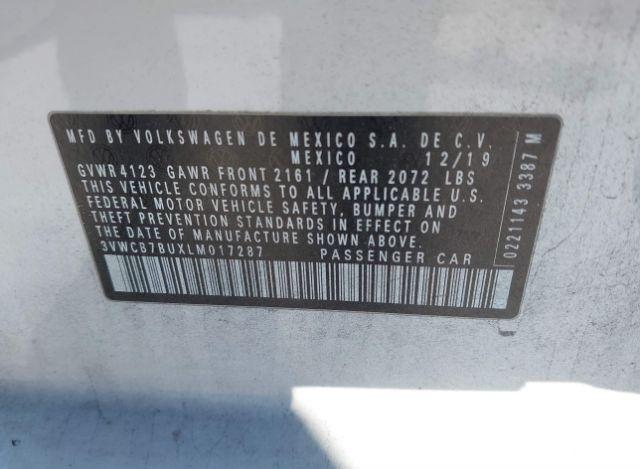 MFD BY VOLKSWAGEN DE MEXICO S.A. DE C.V.
MEXICO 12/19
GVWR4123 GAWR FRONT 2161 / REAR 2072 LBS
THIS VEHICLE CONFORMS TO ALL APPLICABLE U.S.
FEDERAL MOTOR VEHICLE SAFETY, BUMPER AND
THEFT PREVENTION STANDARDS IN EFFECT ON
THE DATE OF MANUFACTURE SHOWN ABOVE.
3VWCB7BUXLM017287 PASSENGER CAR
0221143 3387 M